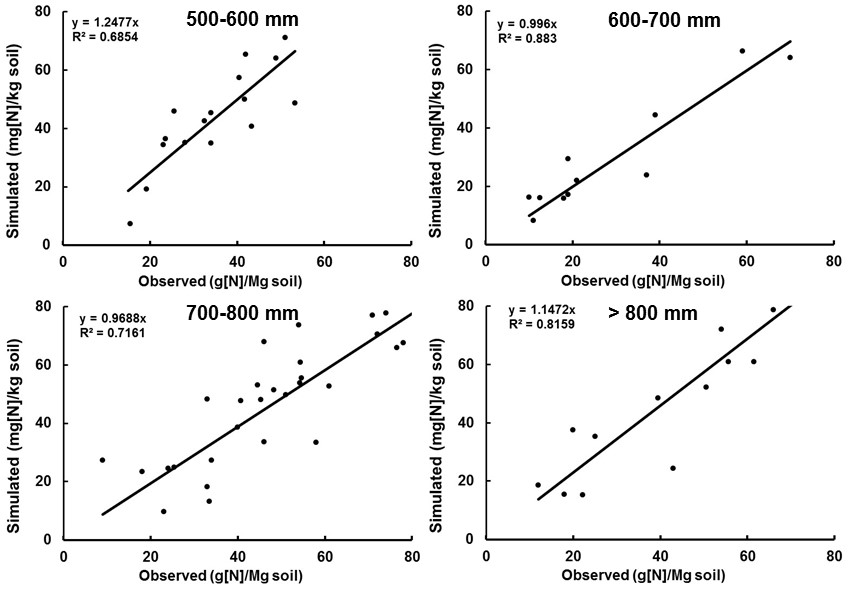 500-600 mm
y = 1.2477x
R² = 0.6854
Simulated (mg[N]/kg soil)
80
60
40
20
0
0 20 40 60 80
Observed (g[N]/Mg soil)
600-700 mm
y = 0.996x
R² = 0.883
Simulated (mg[N]/kg soil)
80
60
40
20
0
0 20 40 60 80
Observed (g[N]/Mg soil)
700-800 mm
y = 0.9688x
R² = 0.7161
Simulated (mg[N]/kg soil)
80
60
40
20
0
0 20 40 60 80
Observed (g[N]/Mg soil)
> 800 mm
y = 1.1472x
R² = 0.8159
Simulated (mg[N]/kg soil)
80
60
40
20
0
0 20 40 60 80
Observed (g[N]/Mg soil)